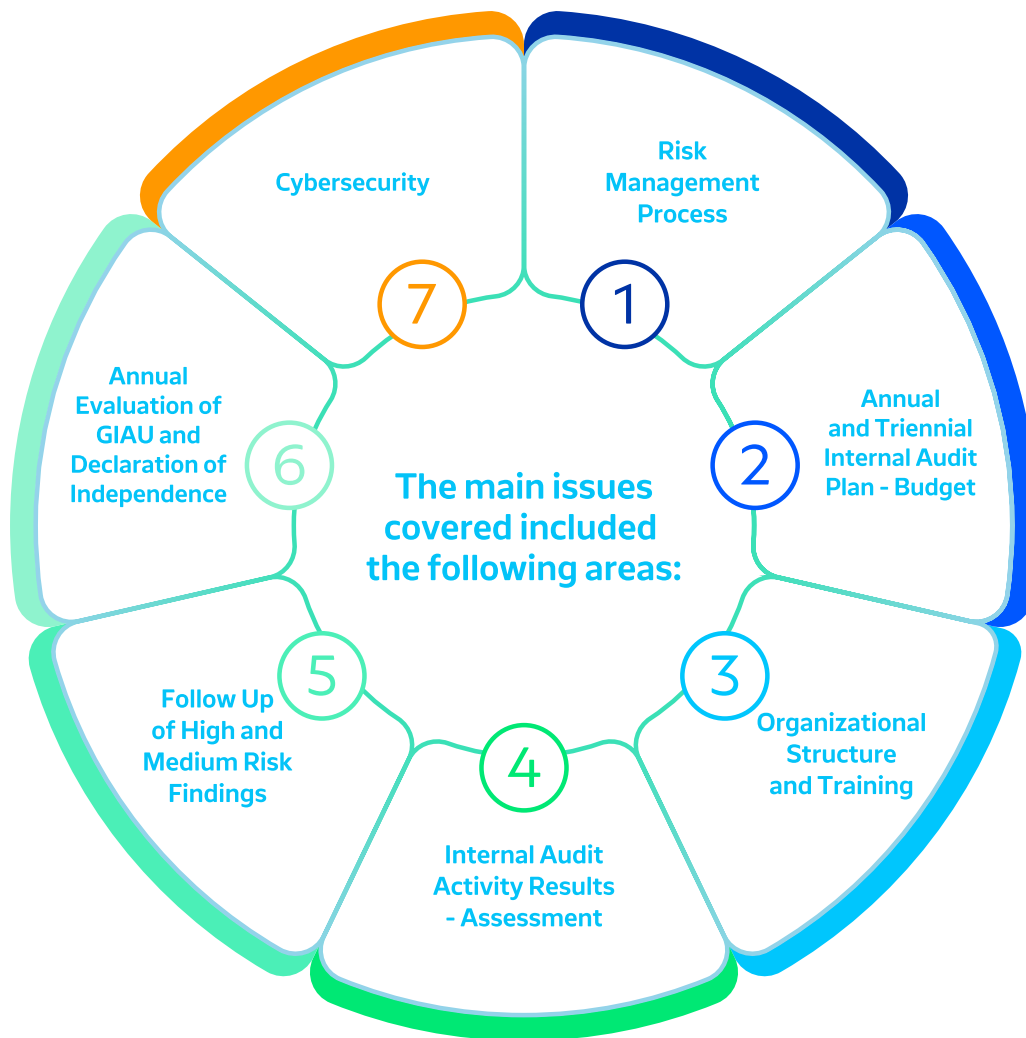 The main issues
covered included
the following areas:
1
Risk
Management
Process
2
Annual
and Triennial
Internal Audit
Plan - Budget
3
Organizational
Structure
and Training
4
Internal Audit
Activity Results
- Assessment
5
Follow Up
of High and
Medium Risk
Findings
6
Annual
Evaluation of
GIAU and
Declaration of
Independence
7
Cybersecurity